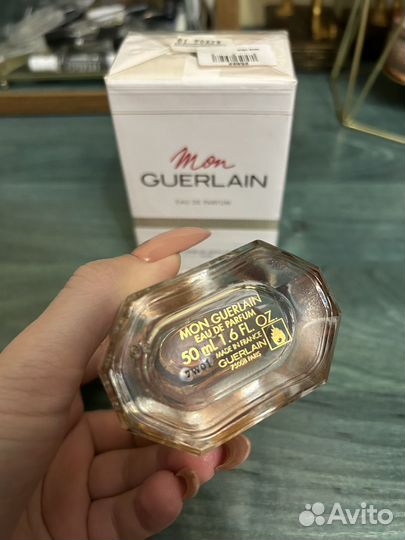 Mon
GUERLAIN
EAU DE PARFUM
MON GUERLAIN
EAU DE PARFUM
50 mL 1.6 FL. OZ.
MADE IN FRANCE
GUERLAIN
75008 PARIS
7W01
Avito